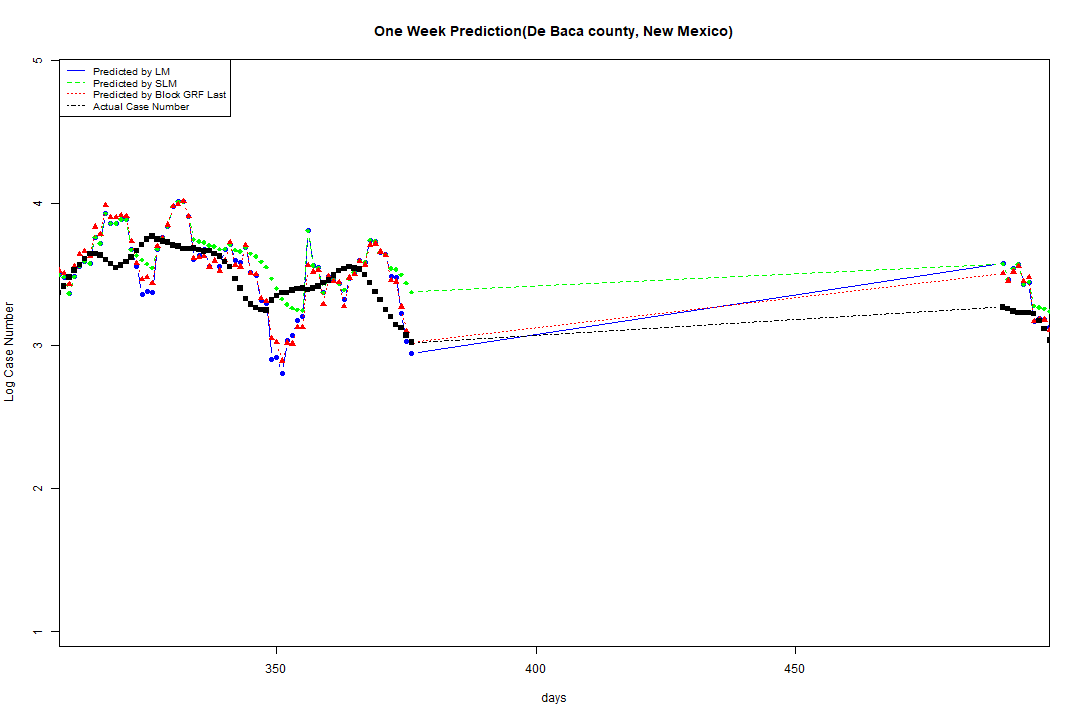 One Week Prediction(De Baca county, New Mexico)
Predicted by LM
Predicted by SLM
Predicted by Block GRF Last
Actual Case Number
5
4
3
2
1
Log Case Number
350
400
450
days